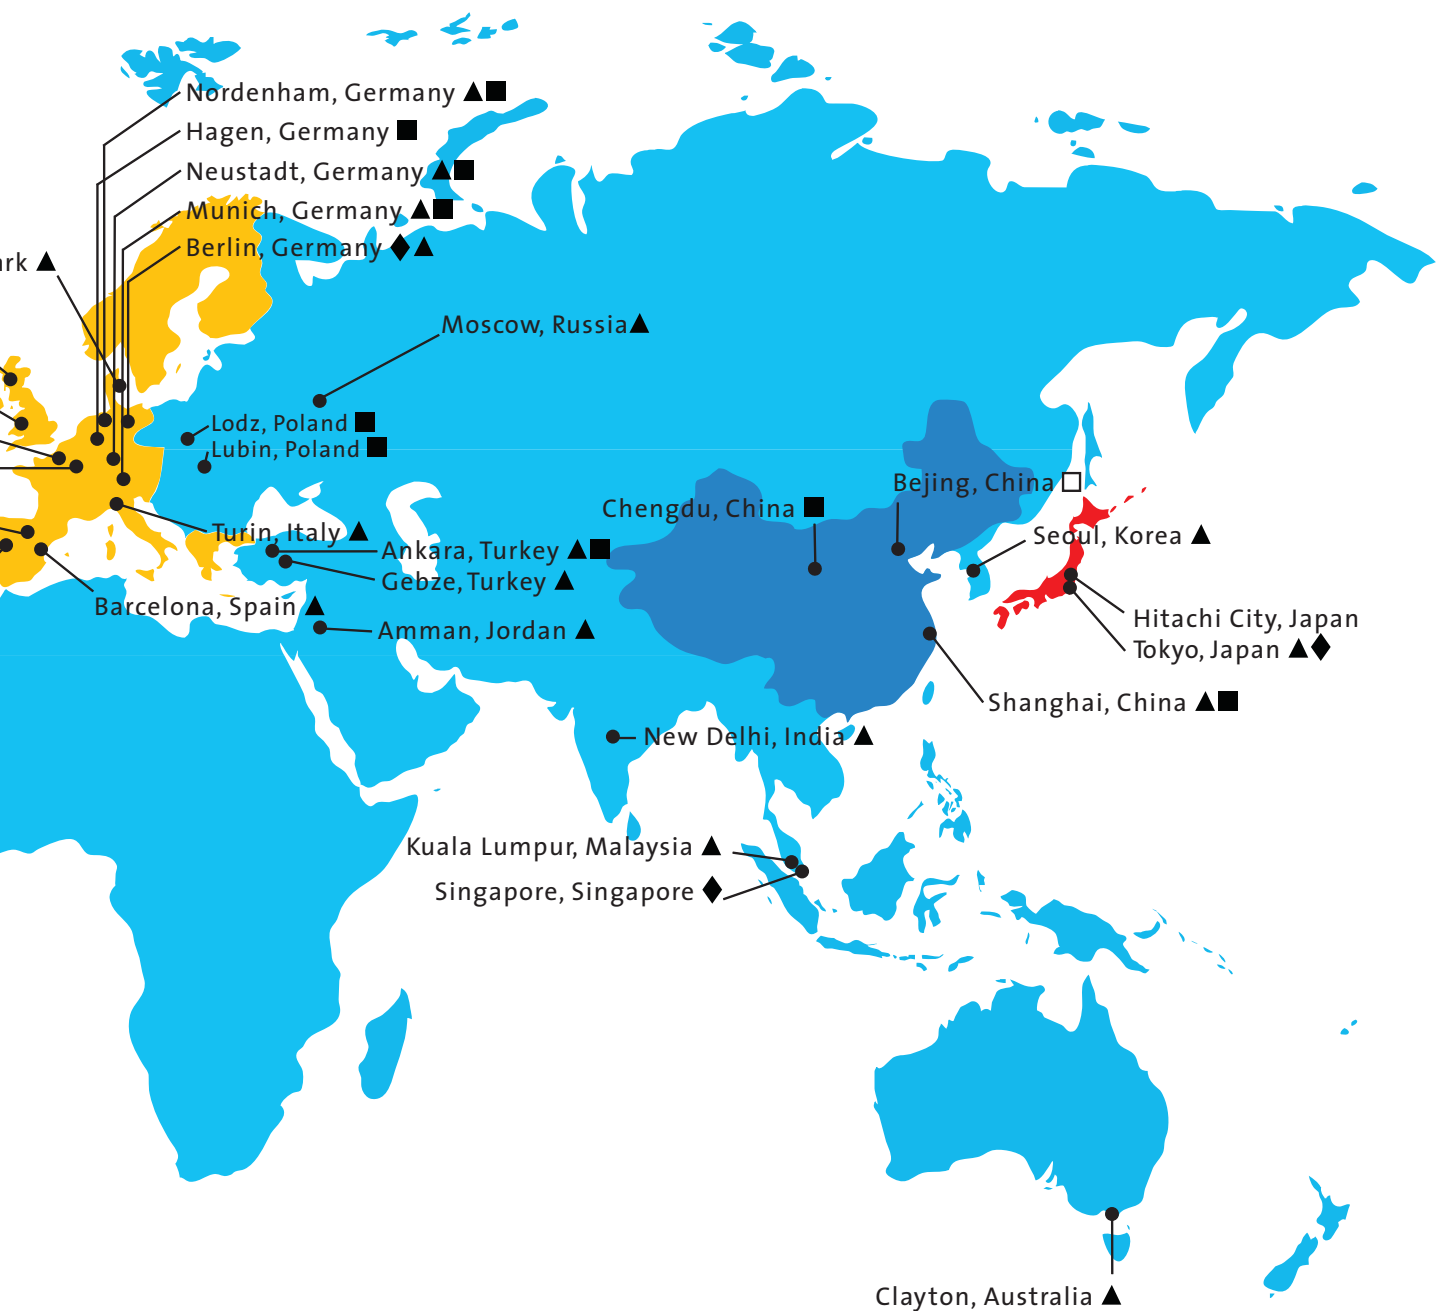 Nordenham, Germany
Hagen, Germany
Neustadt, Germany
Munich, Germany
Berlin, Germany
Moscow, Russia
Lodz, Poland
Lubin, Poland
Bejing, China
Chengdu, China
Turin, Italy
Seoul, Korea
Ankara, Turkey
Gebze, Turkey
Barcelona, Spain
Hitachi City, Japan
Amman, Jordan
Tokyo, Japan
Shanghai, China
New Delhi, India
Kuala Lumpur, Malaysia
Singapore, Singapore
Clayton, Australia